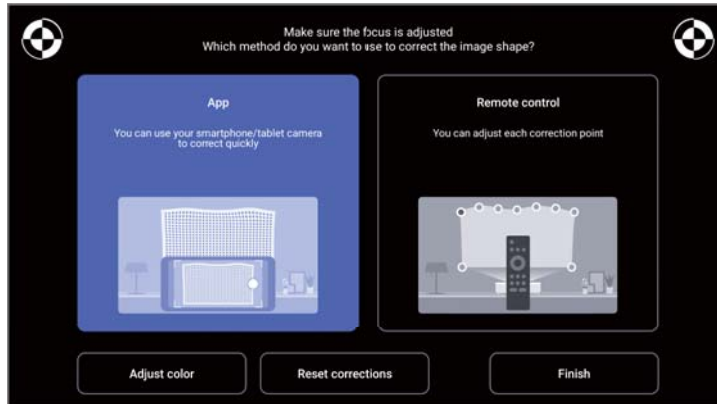 Make sure the focus is adjusted
Which method do you want to use to correct the image shape?
App
You can use your smartphone/tablet camera
to correct quickly
Remote control
You can adjust each correction point
Adjust color
Reset corrections
Finish